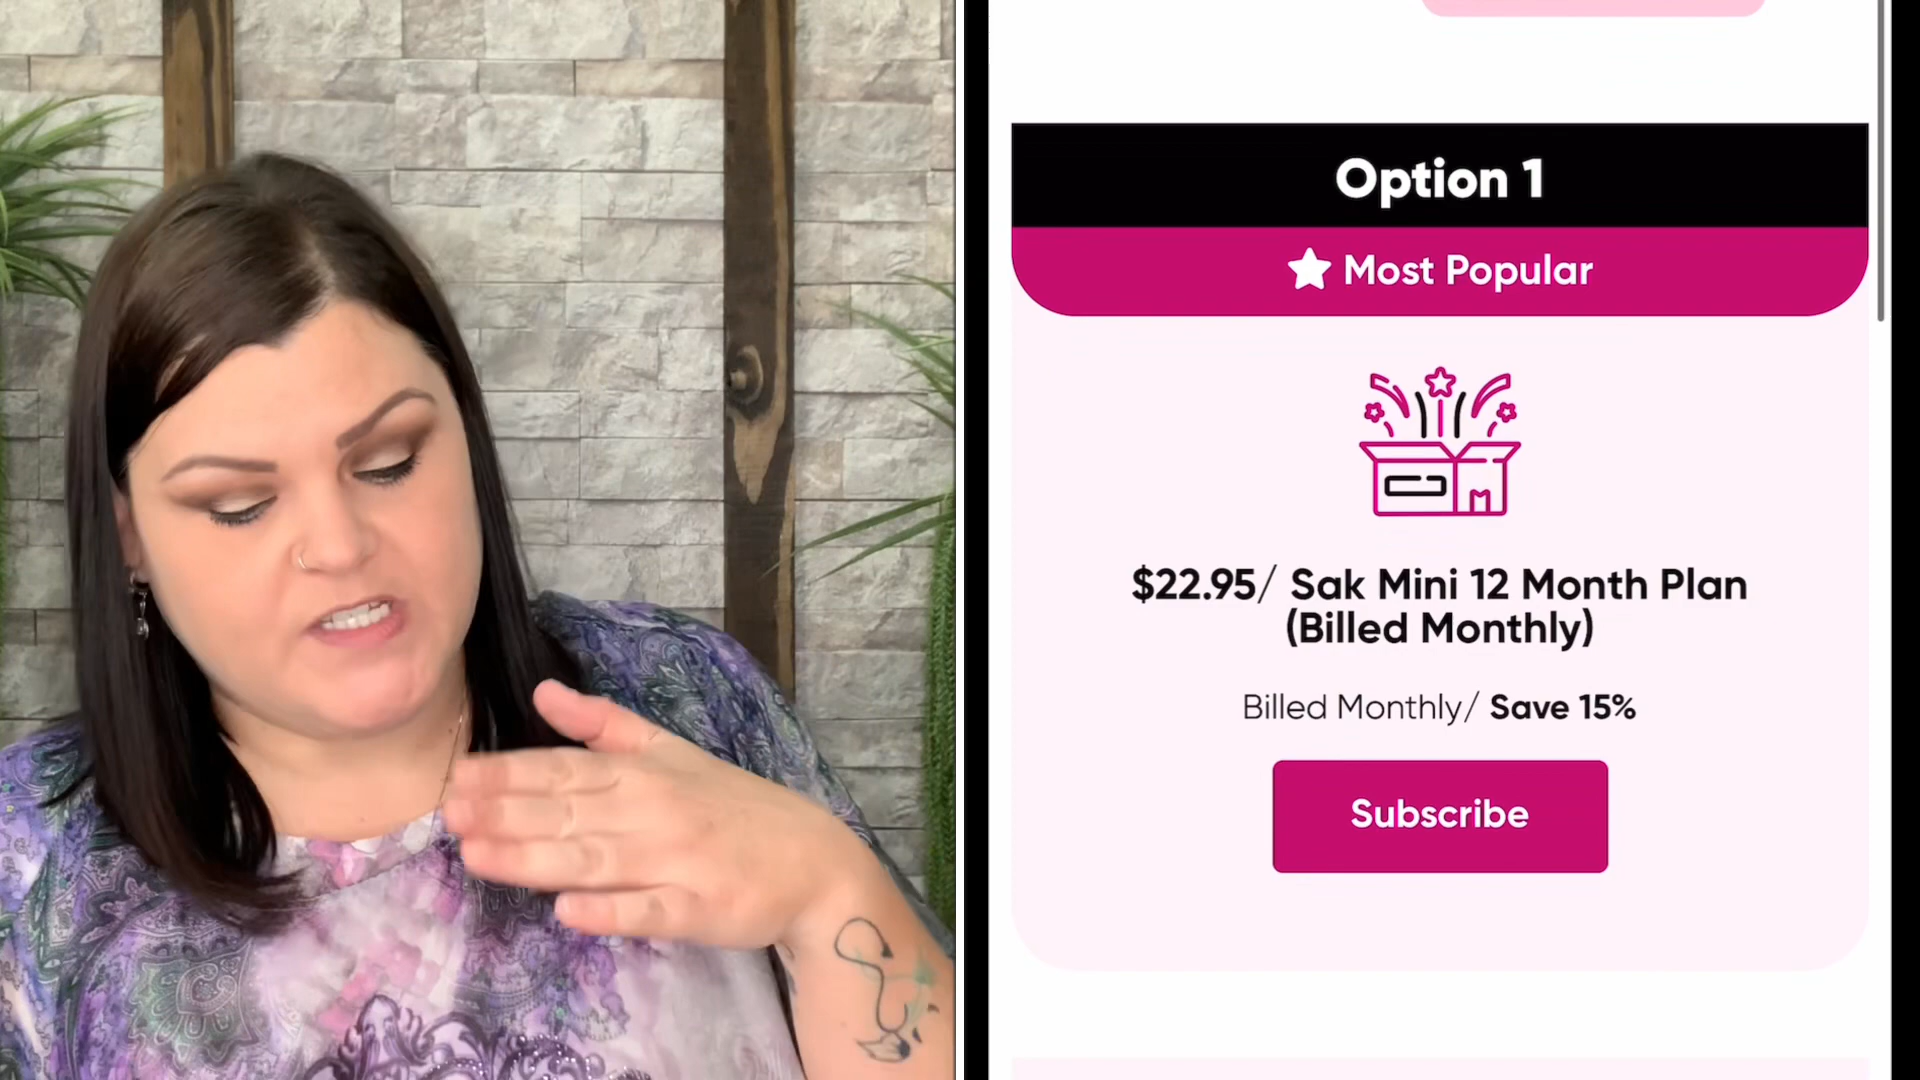 Option 1
Most Popular
$22.95/ Sak Mini 12 Month Plan
(Billed Monthly)
Billed Monthly/ Save 15%
Subscribe